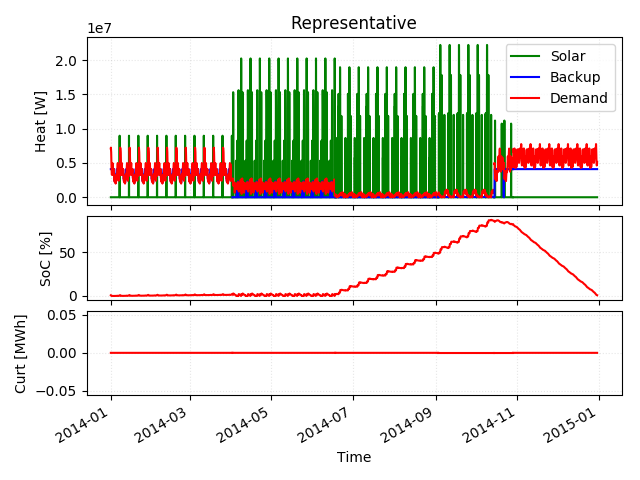 Representative
1e7
Heat [W]
2.0
1.5
1.0
0.5
0.0
Solar
Backup
Demand
SoC [%]
50
0
Curt [MWh]
0.05
0.00
−0.05
2014-01
2014-03
2014-05
2014-07
2014-09
2014-11
2015-01
Time